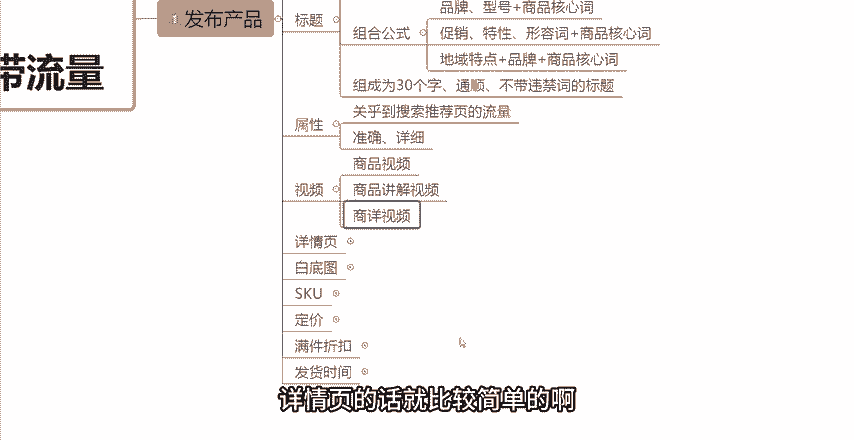 带流量
1 发布产品
标题
组合公式
品牌、型号+商品核心词
促销、特性、形容词+商品核心词
地域特点+品牌+商品核心词
组成为30个字、通顺、不带违禁词的标题
属性
关乎到搜索推荐页的流量
准确、详细
视频
商品视频
商品讲解视频
商详视频
详情页
白底图
SKU
定价
满件折扣
发货时间
详情页的话就比较简单的啊